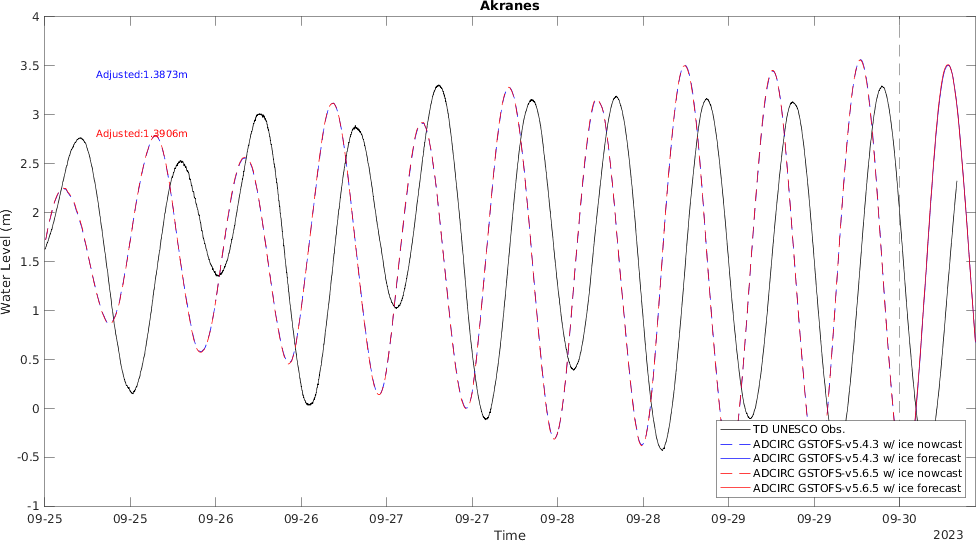 Akranes
4
3.5
3
2.5
2
1.5
1
0.5
0
-0.5
-1
Water Level (m)
Adjusted:1.3873m
Adjusted:1.3906m
TD UNESCO Obs.
ADCIRC GSTOFS-v5.4.3 w/ ice nowcast
ADCIRC GSTOFS-v5.4.3 w/ ice forecast
ADCIRC GSTOFS-v5.6.5 w/ ice nowcast
ADCIRC GSTOFS-v5.6.5 w/ ice forecast
09-25 09-25 09-26 09-26 09-27 09-27 09-28 09-28 09-29 09-29 09-30
Time
2023